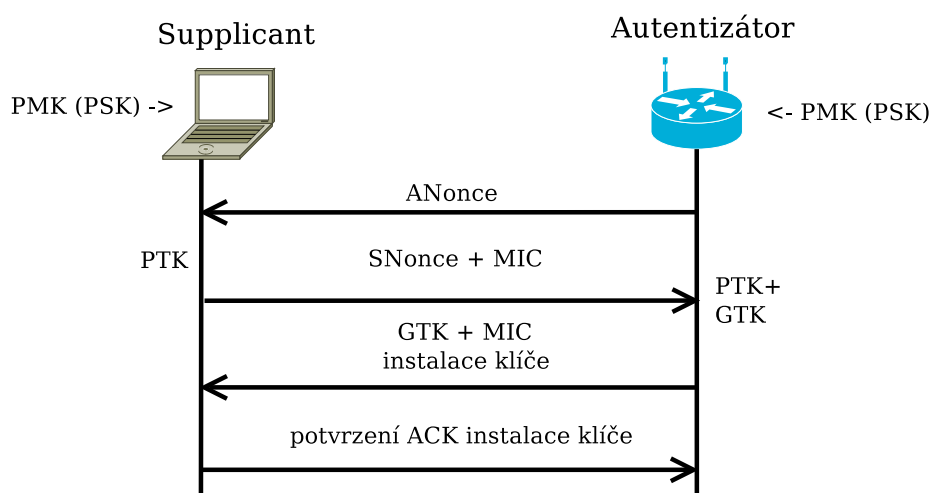 Supplicant
Autentizátor
PMK (PSK) ->
<- PMK (PSK)
ANonce
PTK
SNonce + MIC
PTK+
GTK
GTK + MIC
instalace klíče
potvrzení ACK instalace klíče